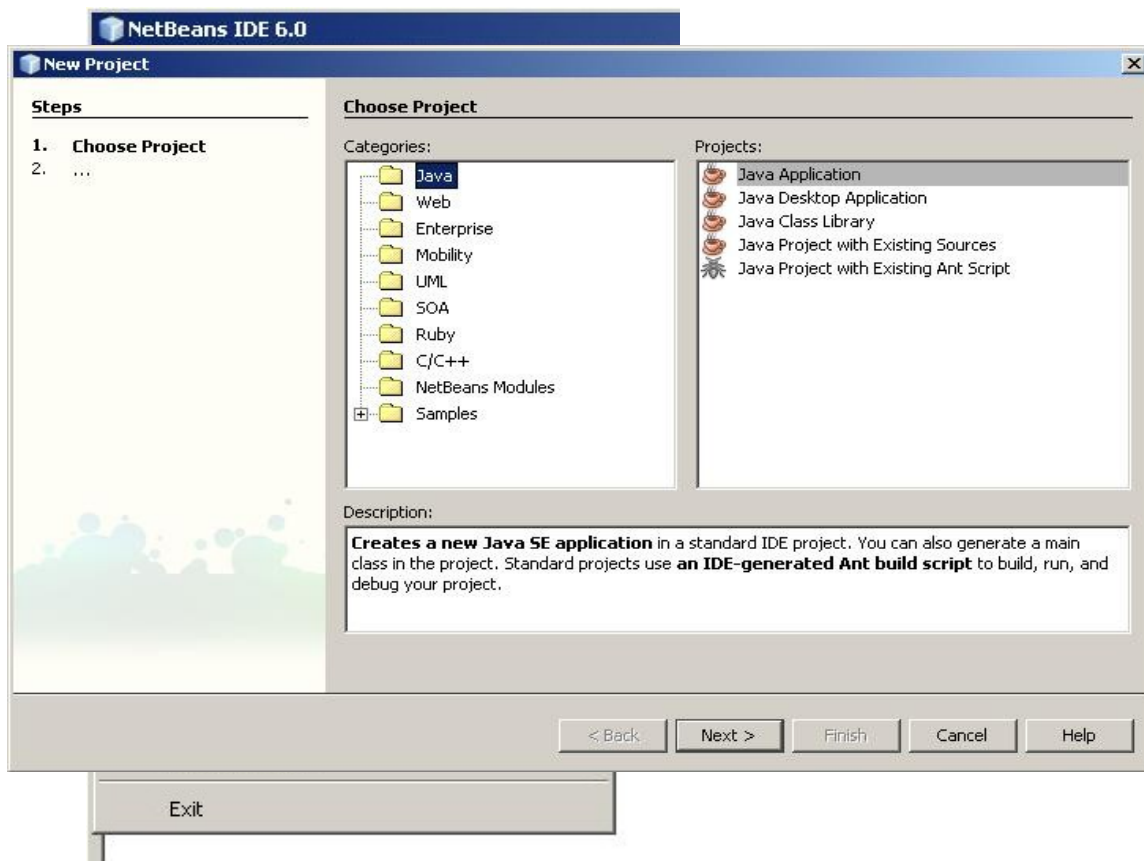 NetBeans IDE 6.0
New Project
Steps
1. Choose Project
2. ...
Choose Project
Categories:
Java
Web
Enterprise
Mobility
UML
SOA
Ruby
C/C++
NetBeans Modules
Samples
Projects:
Java Application
Java Desktop Application
Java Class Library
Java Project with Existing Sources
Java Project with Existing Ant Script
Description:
Creates a new Java SE application in a standard IDE project. You can also generate a main
class in the project. Standard projects use an IDE-generated Ant build script to build, run, and
debug your project.
< Back
Next >
Finish
Cancel
Help
Exit